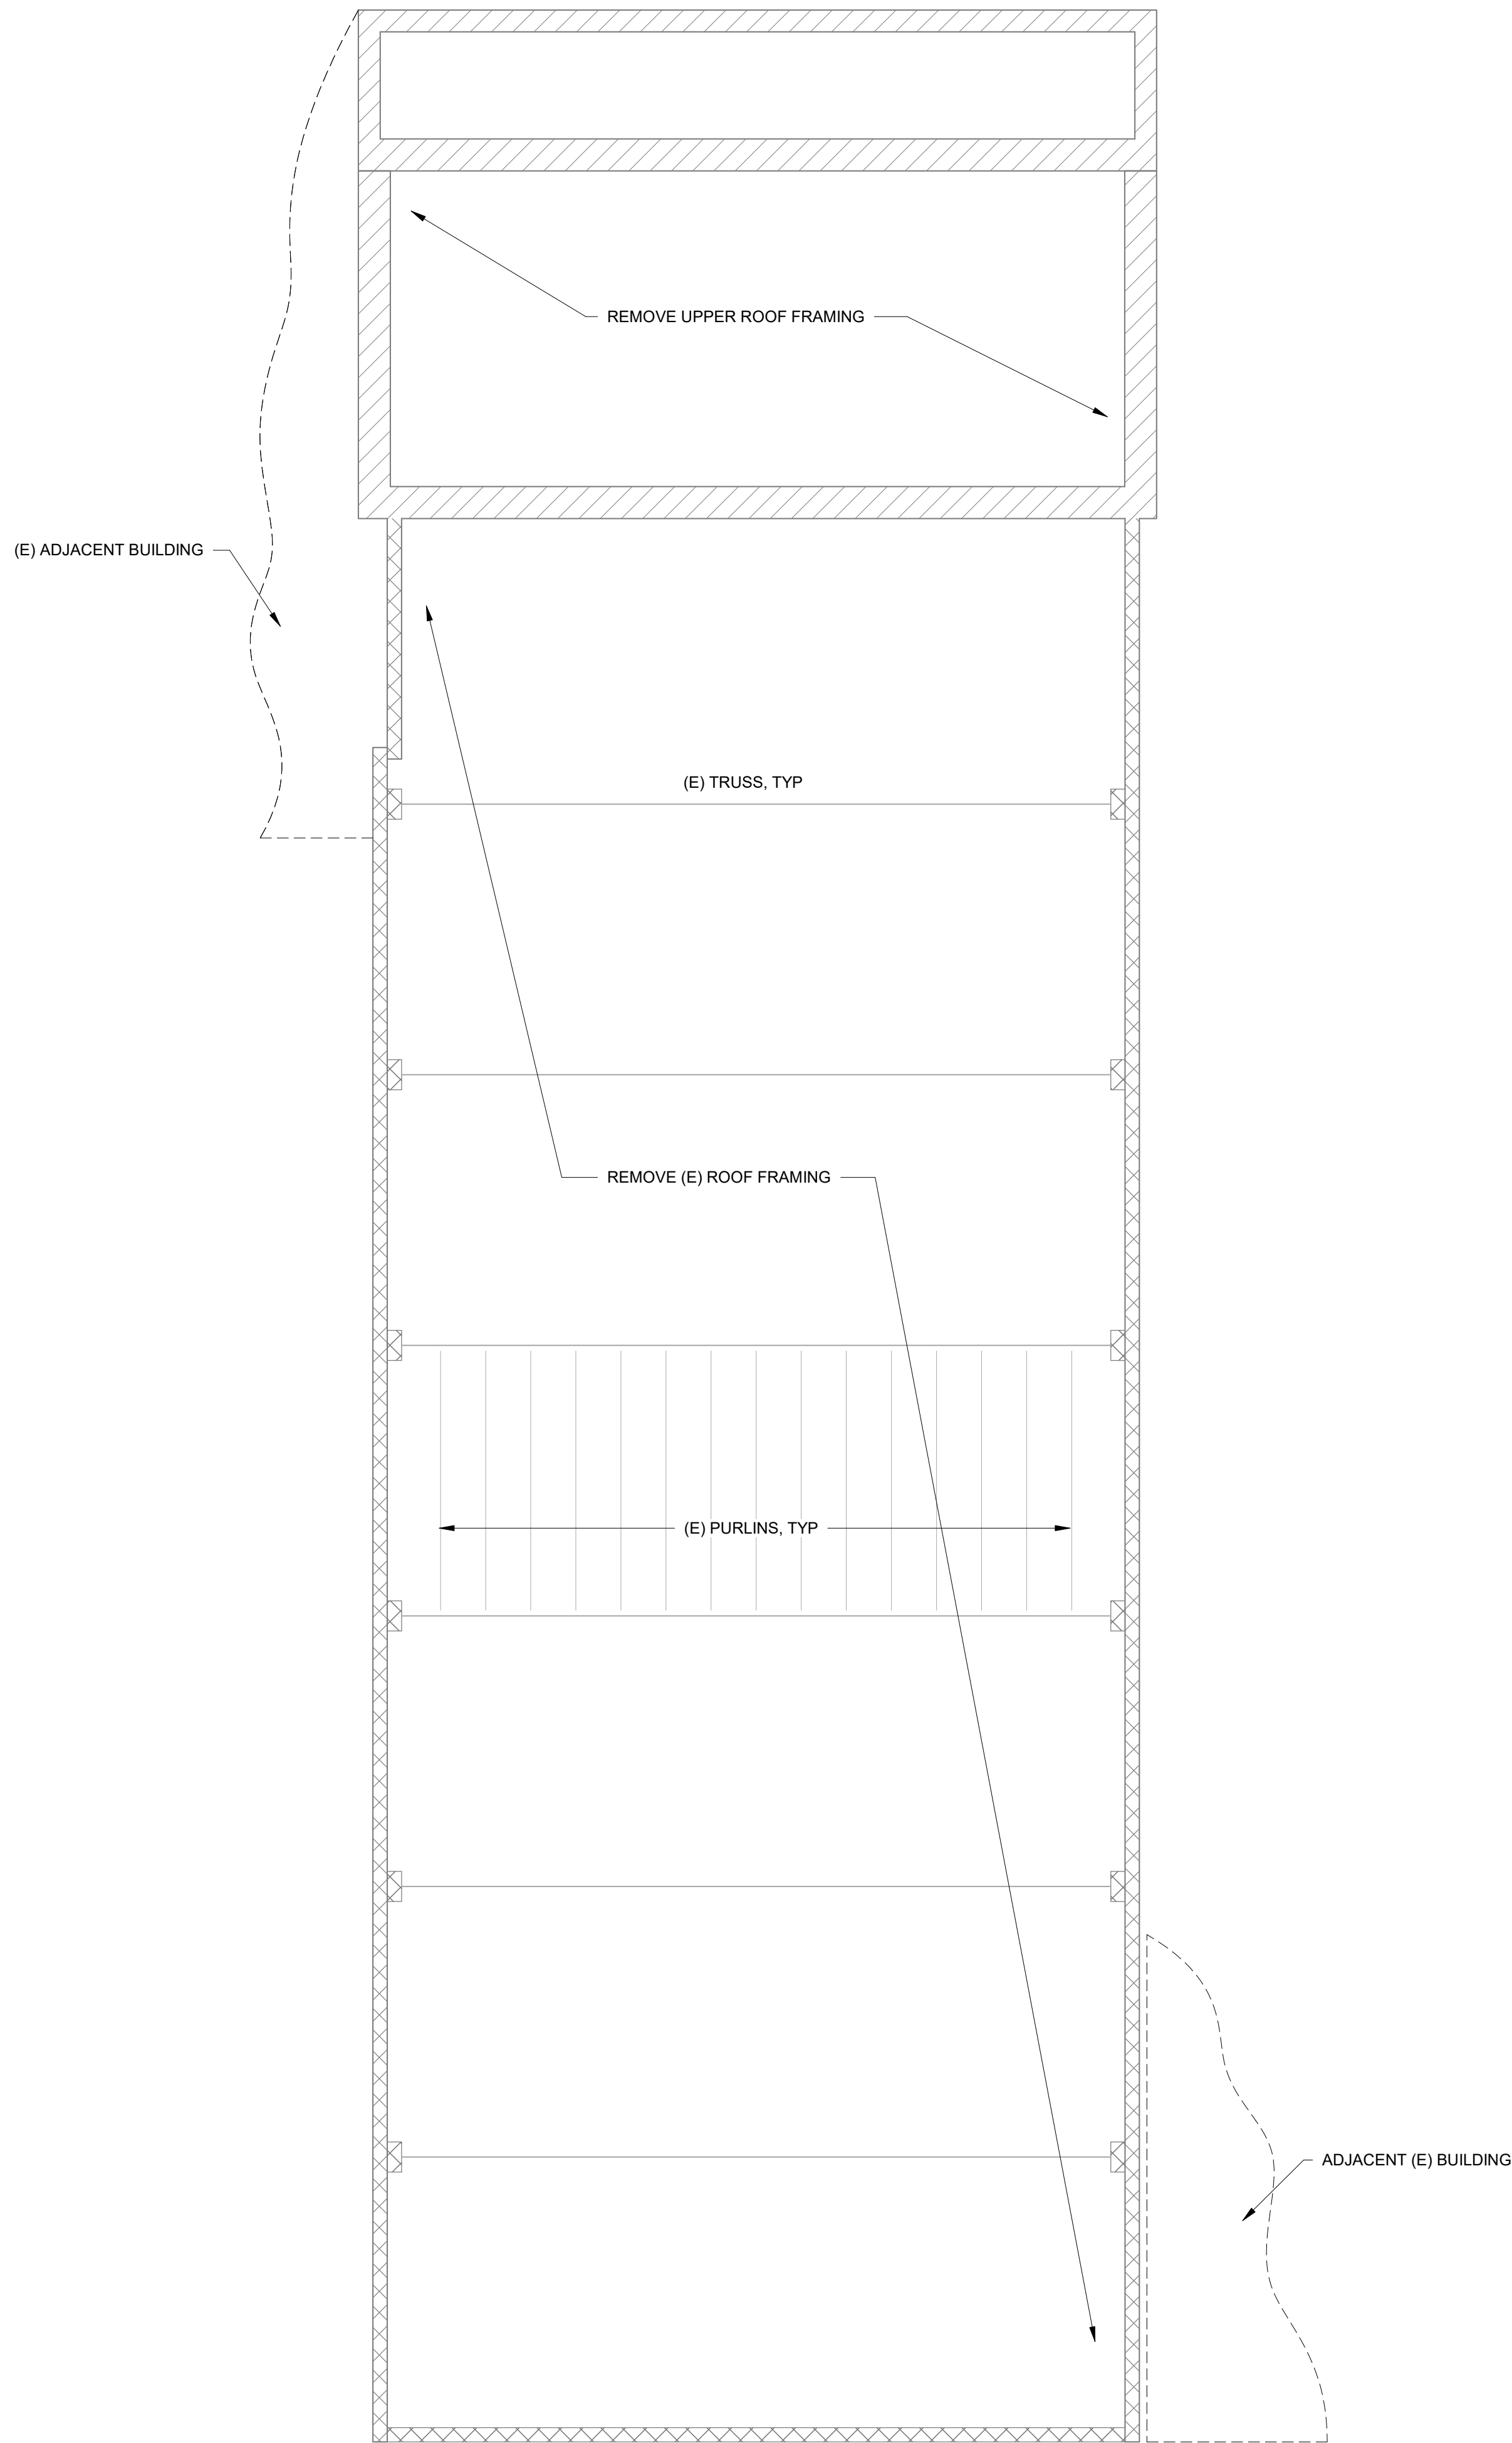 REMOVE UPPER ROOF FRAMING
(E) ADJACENT BUILDING
(E) TRUSS, TYP
REMOVE (E) ROOF FRAMING
(E) PURLINS, TYP
ADJACENT (E) BUILDING